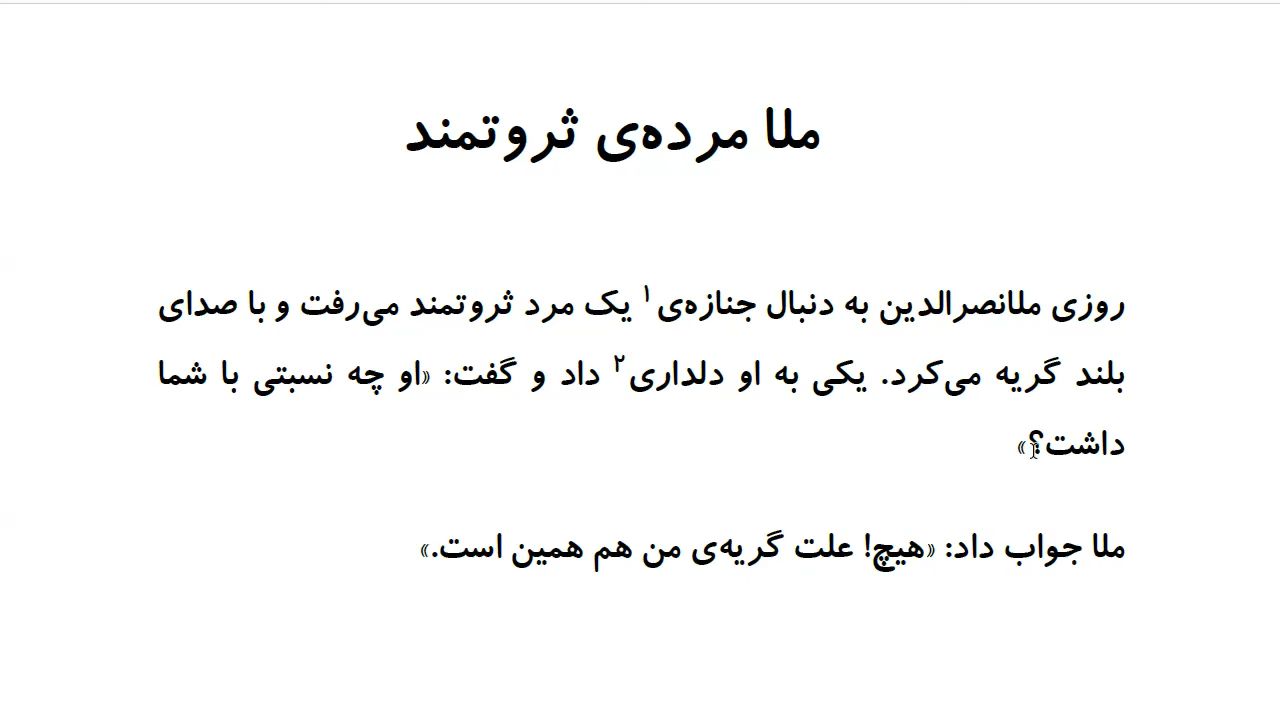 ملا مرده‌ی ثروتمند
روزی ملانصرالدین به دنبال جنازه‌ی۱ یک مرد ثروتمند می‌رفت و با صدای
بلند گریه می‌کرد. یکی به او دلداری۲ داد و گفت: «او چه نسبتی با شما
داشت؟»
ملا جواب داد: «هیچ! علت گریه‌ی من هم همین است.»